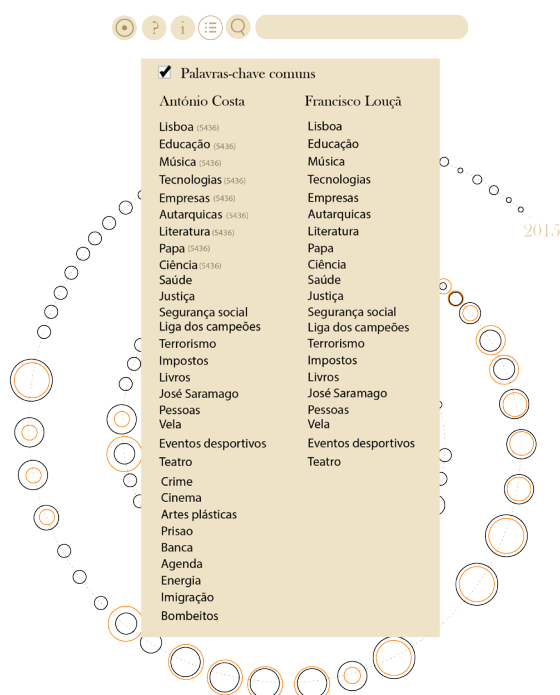 ? i
Palavras-chave comuns
António Costa Francisco Louçã
Lisboa (5436) Lisboa
Educação (5436) Educação
Música (5436) Música
Tecnologias (5436) Tecnologias
Empresas (5436) Empresas
Autarquicas (5436) Autarquicas
Literatura (5436) Literatura
2015
Papa (5436) Papa
Ciência (5436) Ciência
Saúde Saúde
Justiça Justiça
Segurança social Segurança social
Liga dos campeões Liga dos campeões
Terrorismo Terrorismo
Impostos Impostos
Livros Livros
José Saramago José Saramago
Pessoas Pessoas
Vela Vela
Eventos desportivos Eventos desportivos
Teatro Teatro
Crime
Cinema
Artes plásticas
Prisao
Banca
Agenda
Energia
Imigração
Bombeitos